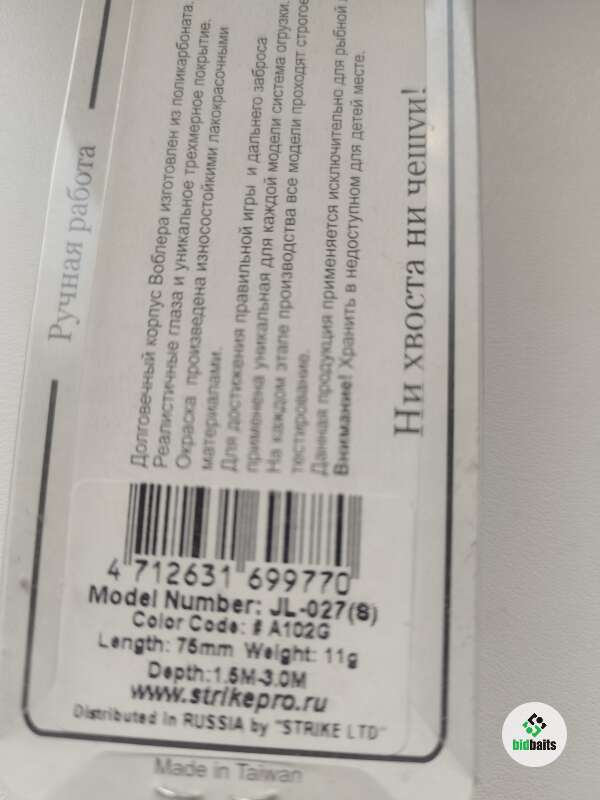 Ручная работа
Долговечный корпус Воблера изготовлен из поликарбоната.
Реалистичные глаза и уникальное трехмерное покрытие.
Окраска произведена износостойкими лакокрасочными
материалами.
Для достижения правильной игры и дальнего заброса
применена уникальная для каждой модели система огрузки.
На каждом этапе производства все модели проходят строгое
тестирование.
Данная продукция применяется исключительно для рыбной
Внимание! Хранить в недоступном для детей месте.
Ни хвоста ни чешуи!
4 712631 699770
Model Number: JL-027(S)
Color Code: # A102G
Length: 75mm Weight: 11g
Depth:1.5M-3.0M
www.strikepro.ru
Distributed in RUSSIA by "STRIKE LTD"
Made in Taiwan
bidbaits